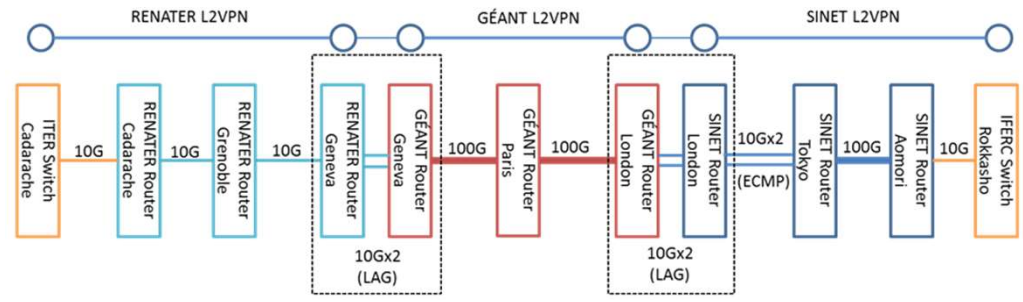 RENATER L2VPN
GÉANT L2VPN
SINET L2VPN
ITER Switch
Cadarache
10G
RENATER Router
Cadarache
10G
RENATER Router
Grenoble
10G
RENATER Router
Geneva
GÉANT Router
Geneva
10Gx2
(LAG)
100G
GÉANT Router
Paris
100G
GÉANT Router
London
SINET Router
London
10Gx2
(LAG)
10Gx2
(ECMP)
SINET Router
Tokyo
100G
SINET Router
Aomori
10G
IFERC Switch
Rokkasho